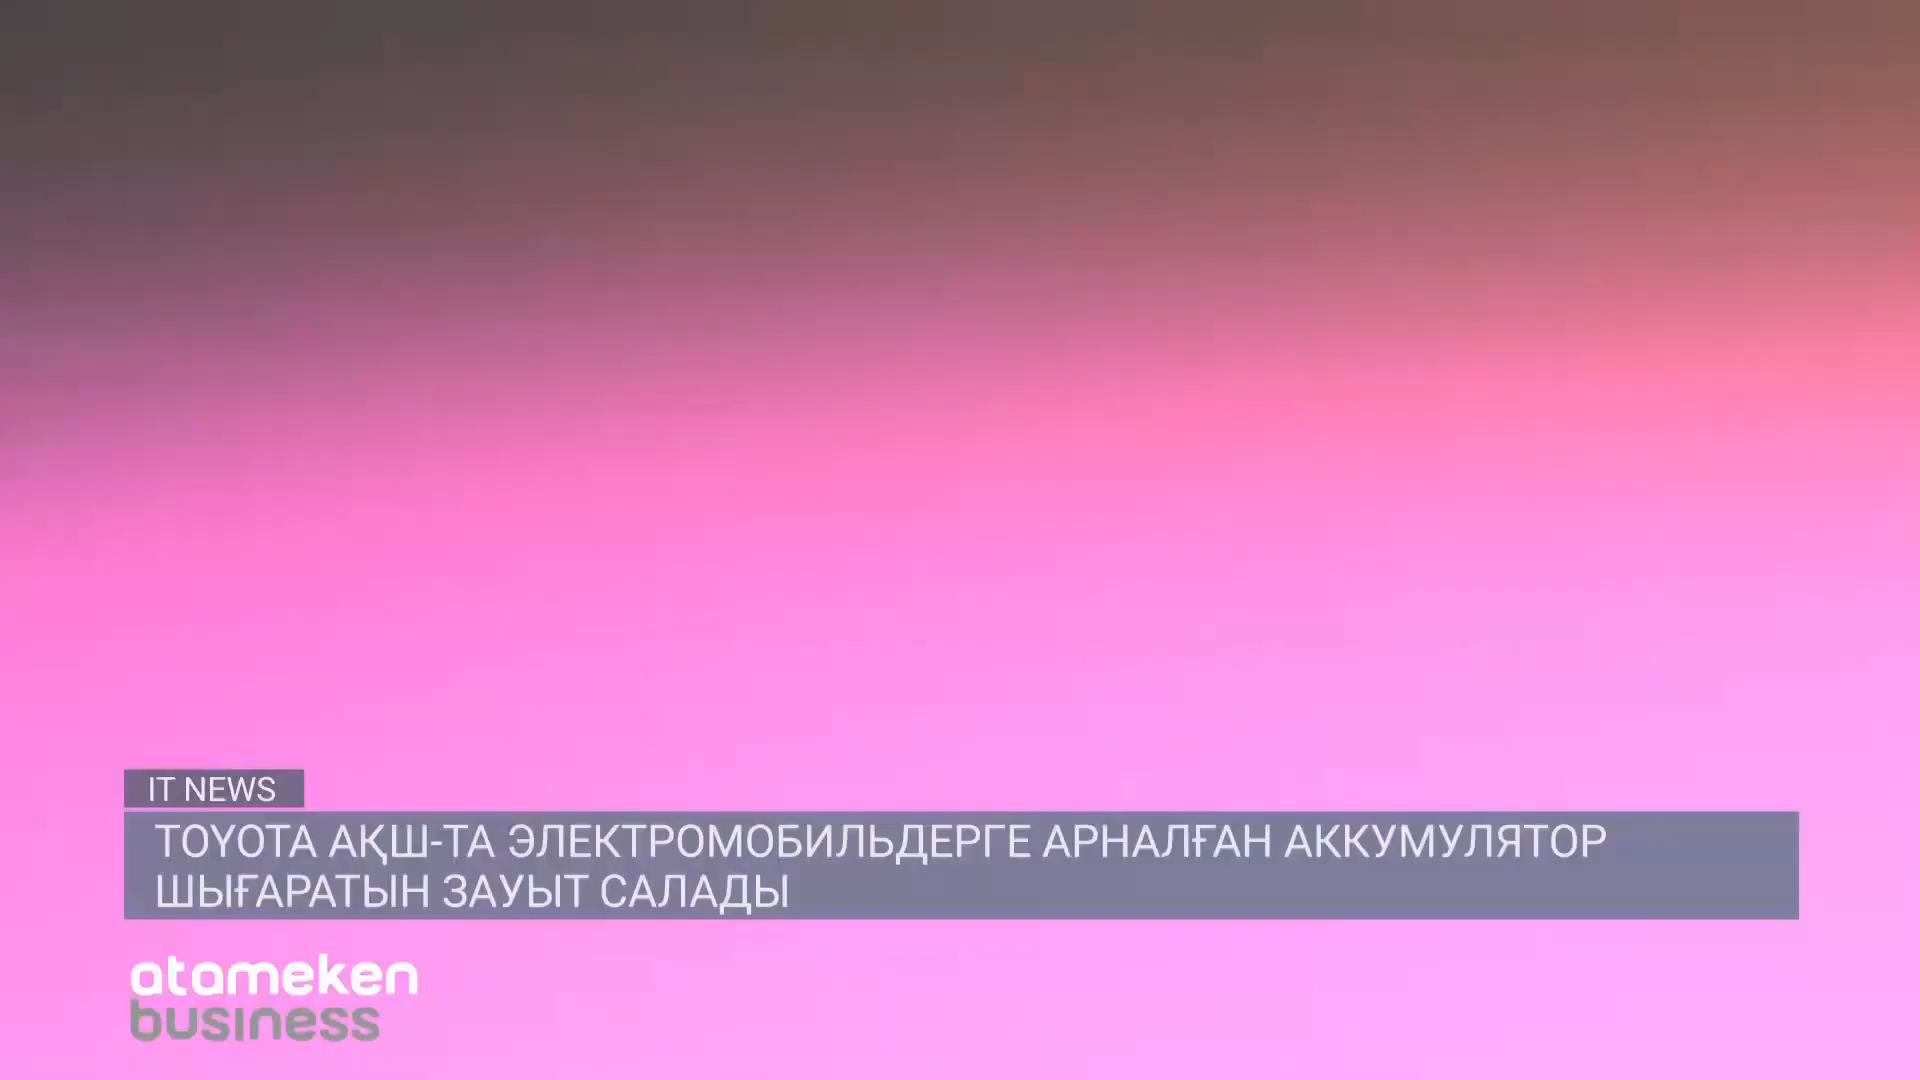 IT NEWS
TOYOTA АҚШ-ТА ЭЛЕКТРОМОБИЛЬДЕРГЕ АРНАЛҒАН АККУМУЛЯТОР
ШЫҒАРАТЫН ЗАУЫТ САЛАДЫ
atameken
business